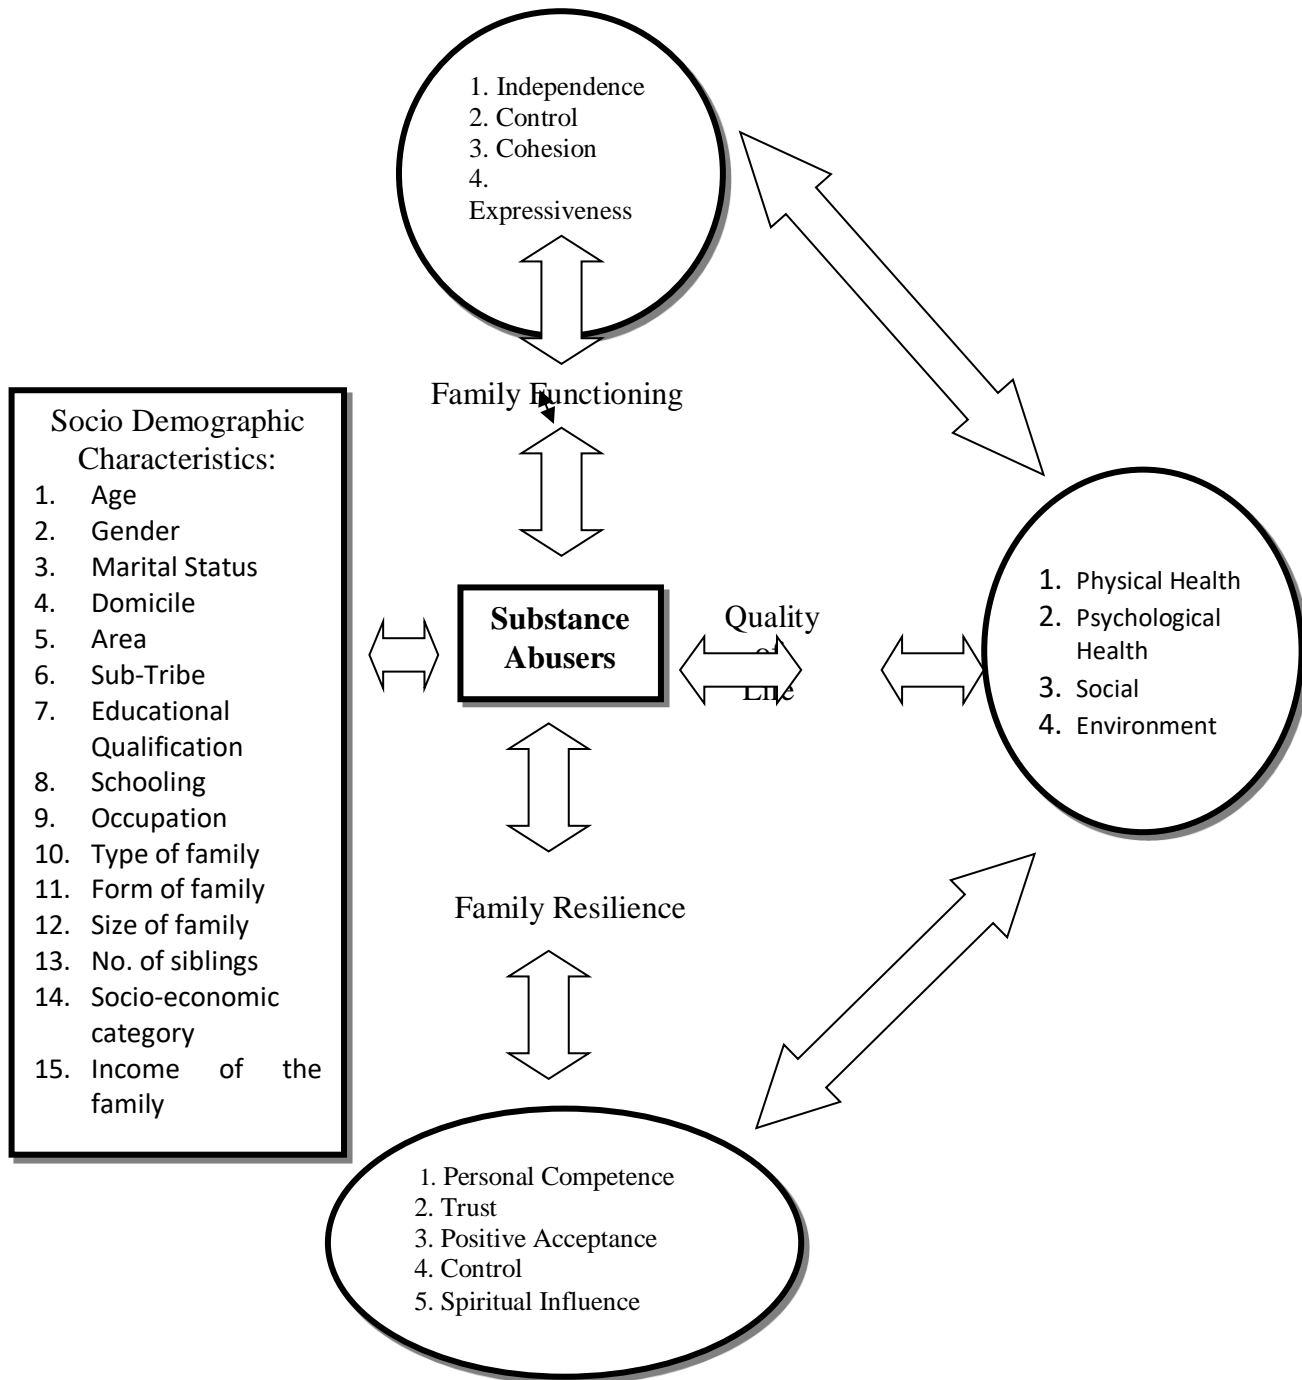 1. Independence
2. Control
3. Cohesion
4.
Expressiveness
Family Functioning
Socio Demographic
Characteristics:
1. Age
2. Gender
3. Marital Status
4. Domicile
5. Area
6. Sub-Tribe
7. Educational
Qualification
8. Schooling
9. Occupation
10. Type of family
11. Form of family
12. Size of family
13. No. of siblings
14. Socio-economic
category
15. Income of the
family
Substance
Abusers
Quality
of
Life
1. Physical Health
2. Psychological
Health
3. Social
4. Environment
Family Resilience
1. Personal Competence
2. Trust
3. Positive Acceptance
4. Control
5. Spiritual Influence